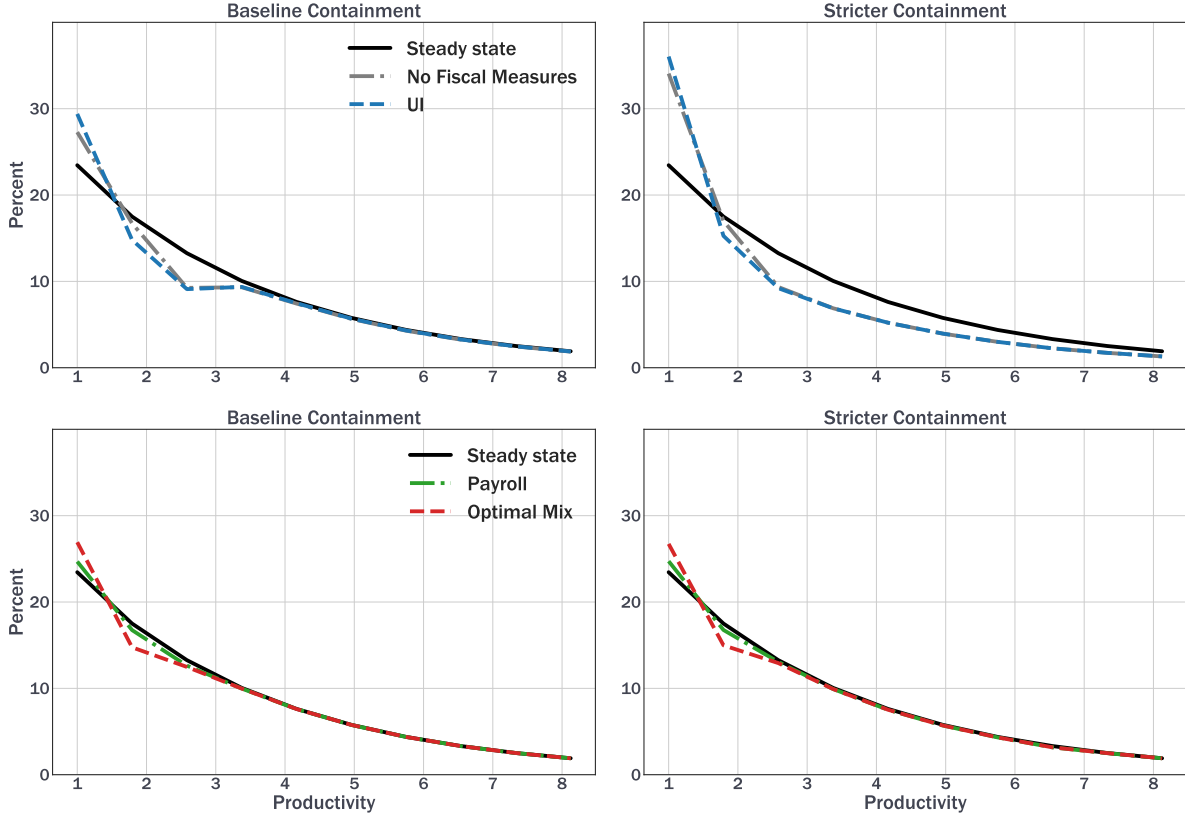 Baseline Containment
Steady state
No Fiscal Measures
UI
Percent
30
20
10
0
1 2 3 4 5 6 7 8
Stricter Containment
30
20
10
0
1 2 3 4 5 6 7 8
Baseline Containment
Steady state
Payroll
Optimal Mix
Percent
30
20
10
0
1 2 3 4 5 6 7 8
Productivity
Stricter Containment
30
20
10
0
1 2 3 4 5 6 7 8
Productivity